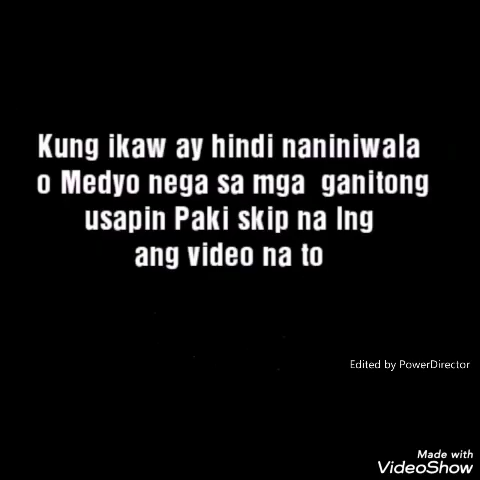 Kung ikaw ay hindi naniniwala
o Medyo nega sa mga ganitong
usapin Paki skip na lng
ang video na to
Edited by PowerDirector
Made with
VideoShow